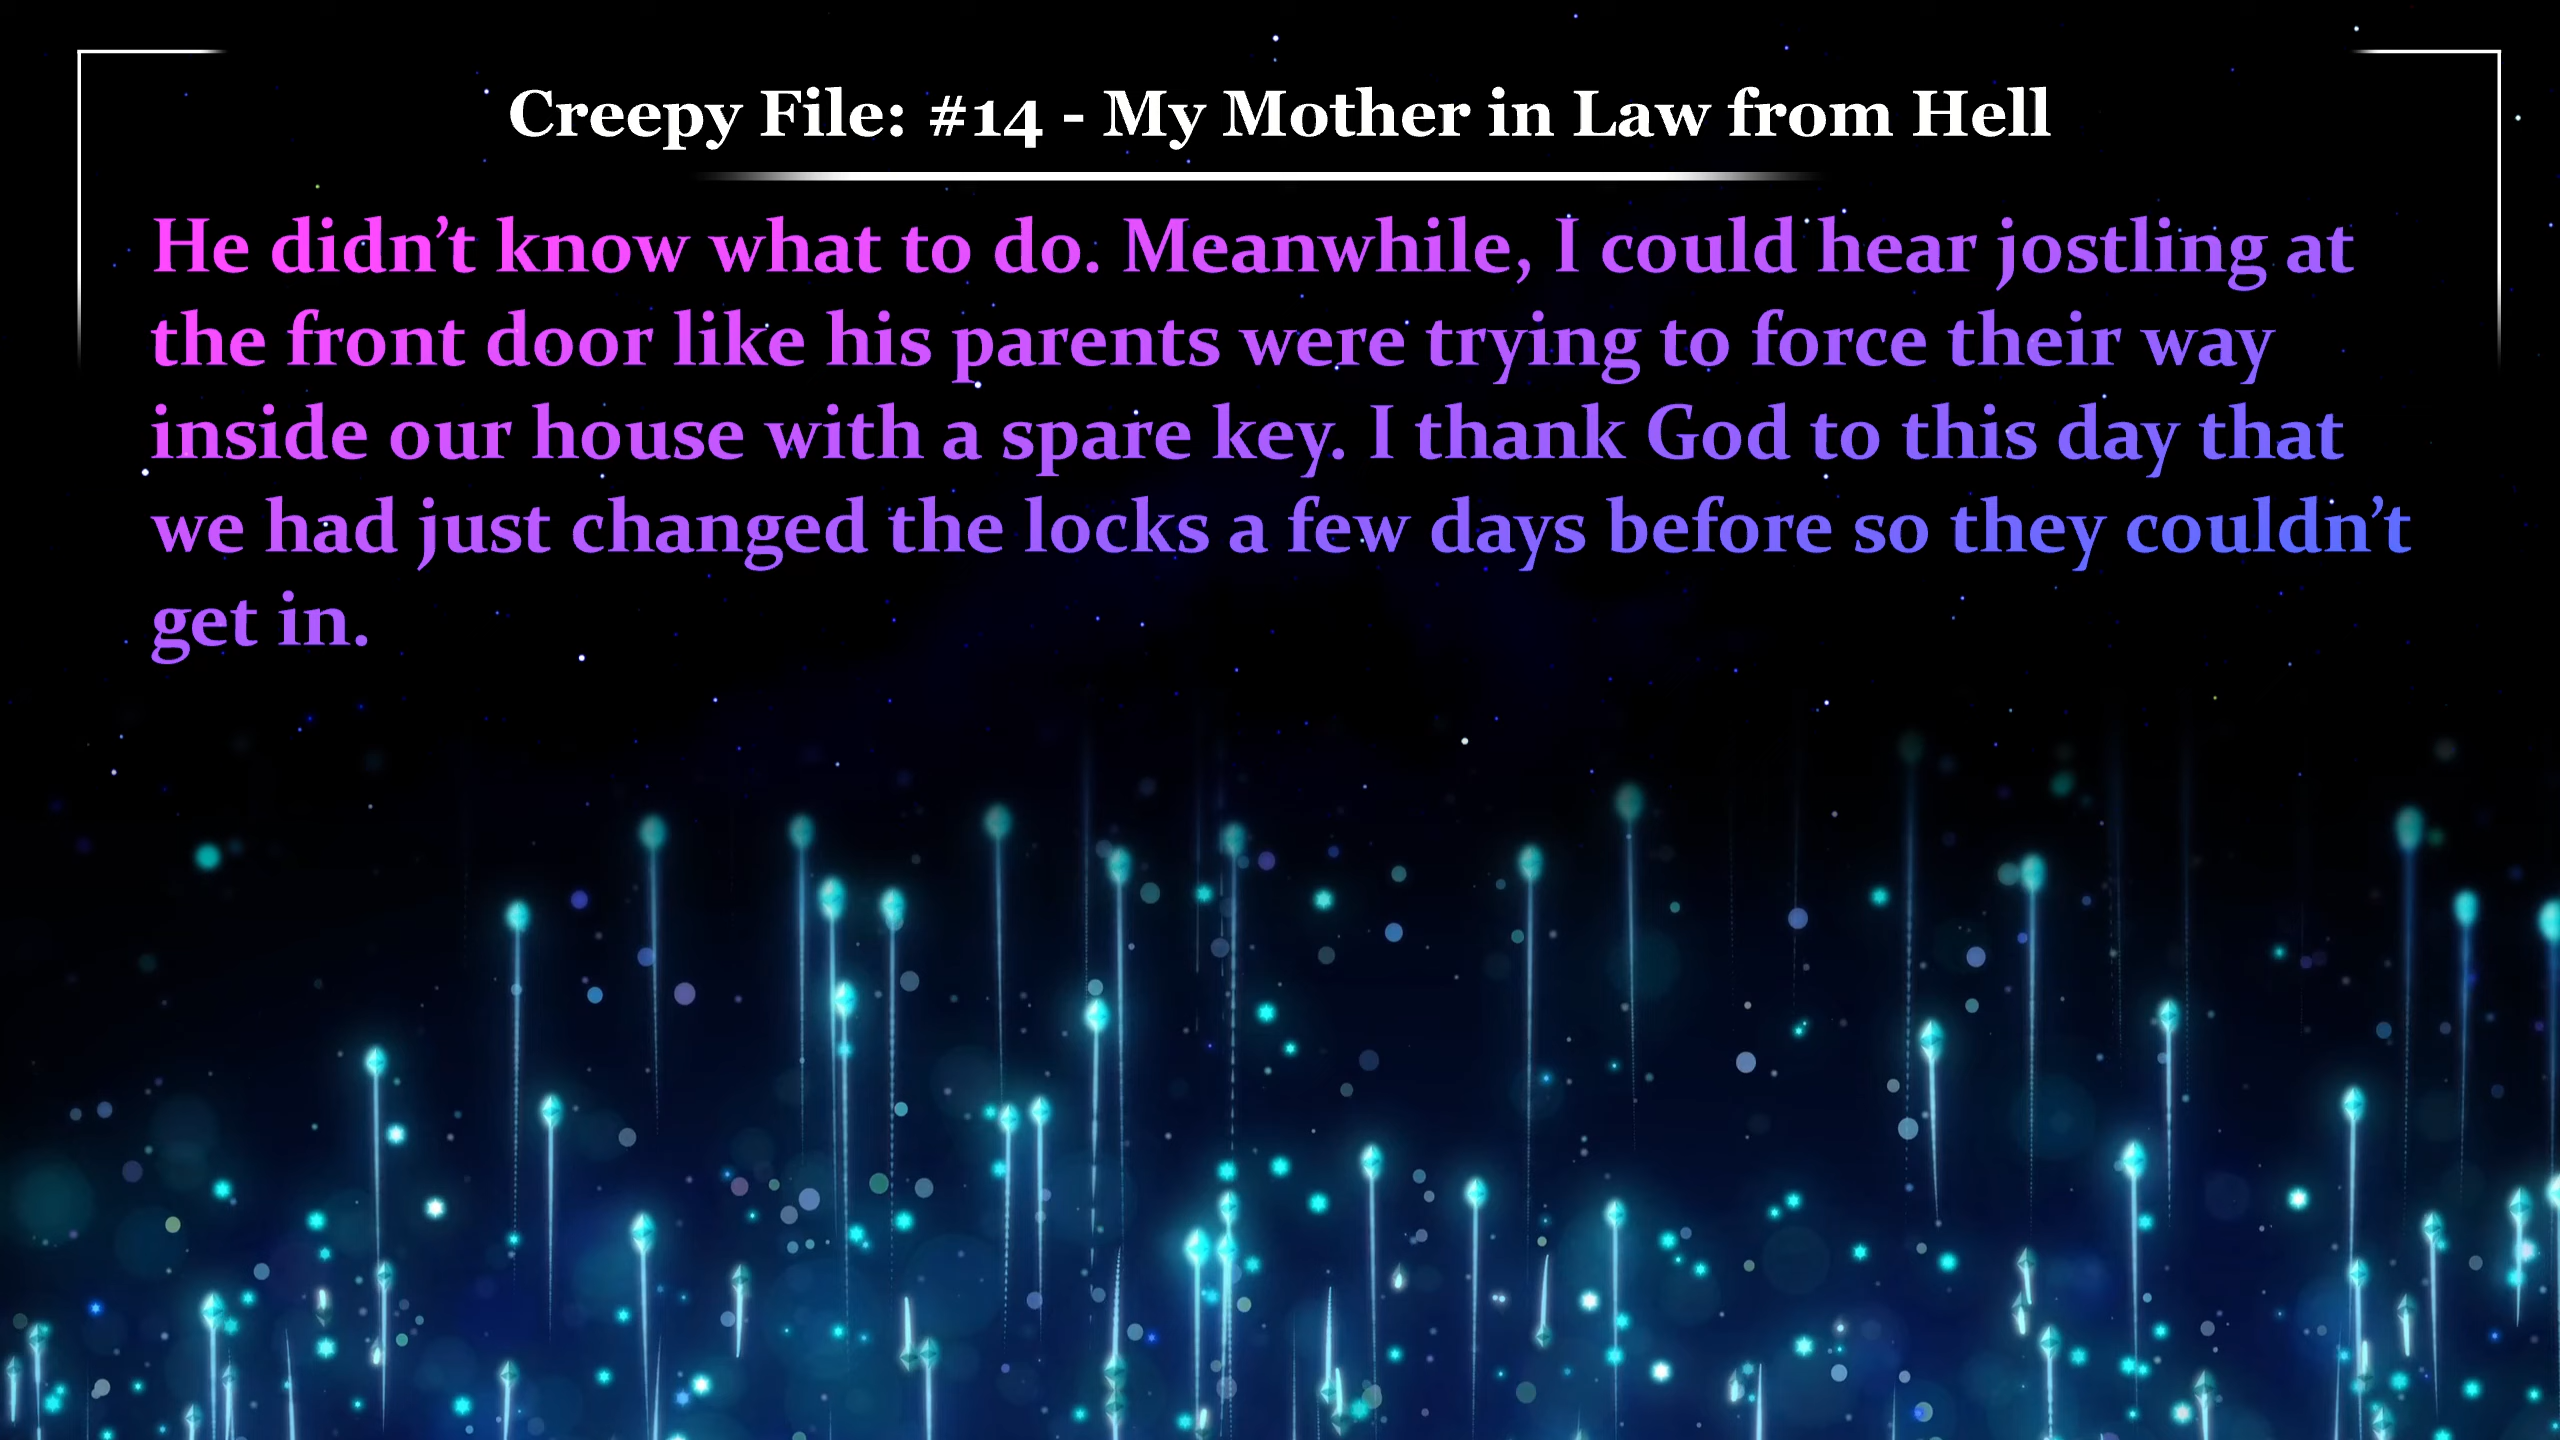 Creepy File: #14 - My Mother in Law from Hell
He didn’t know what to do. Meanwhile, I could hear jostling at
the front door like his parents were trying to force their way
inside our house with a spare key. I thank God to this day that
we had just changed the locks a few days before so they couldn’t
get in.